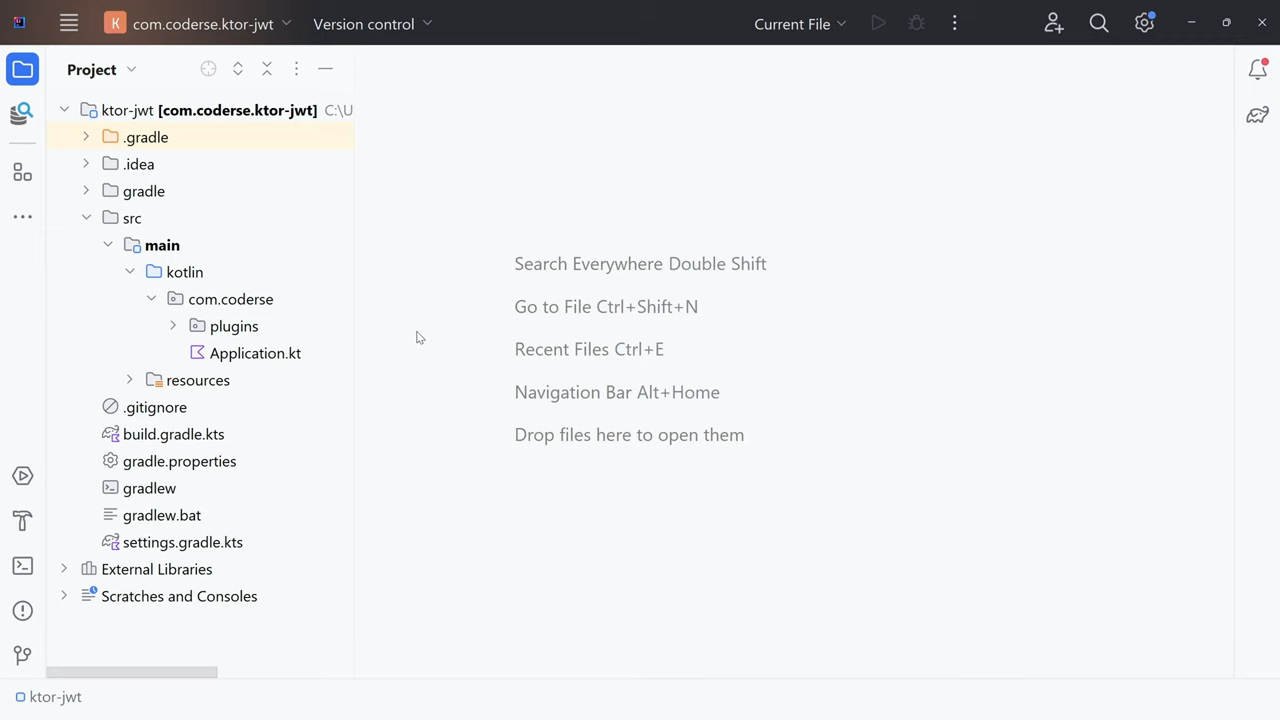 K com.coderse.ktor-jwt Version control Current File
Project
ktor-jwt [com.coderse.ktor-jwt] C:\U
.gradle
.idea
gradle
src
main
kotlin
com.coderse
plugins
Application.kt
resources
.gitignore
build.gradle.kts
gradle.properties
gradlew
gradlew.bat
settings.gradle.kts
External Libraries
Scratches and Consoles
Search Everywhere Double Shift
Go to File Ctrl+Shift+N
Recent Files Ctrl+E
Navigation Bar Alt+Home
Drop files here to open them
ktor-jwt